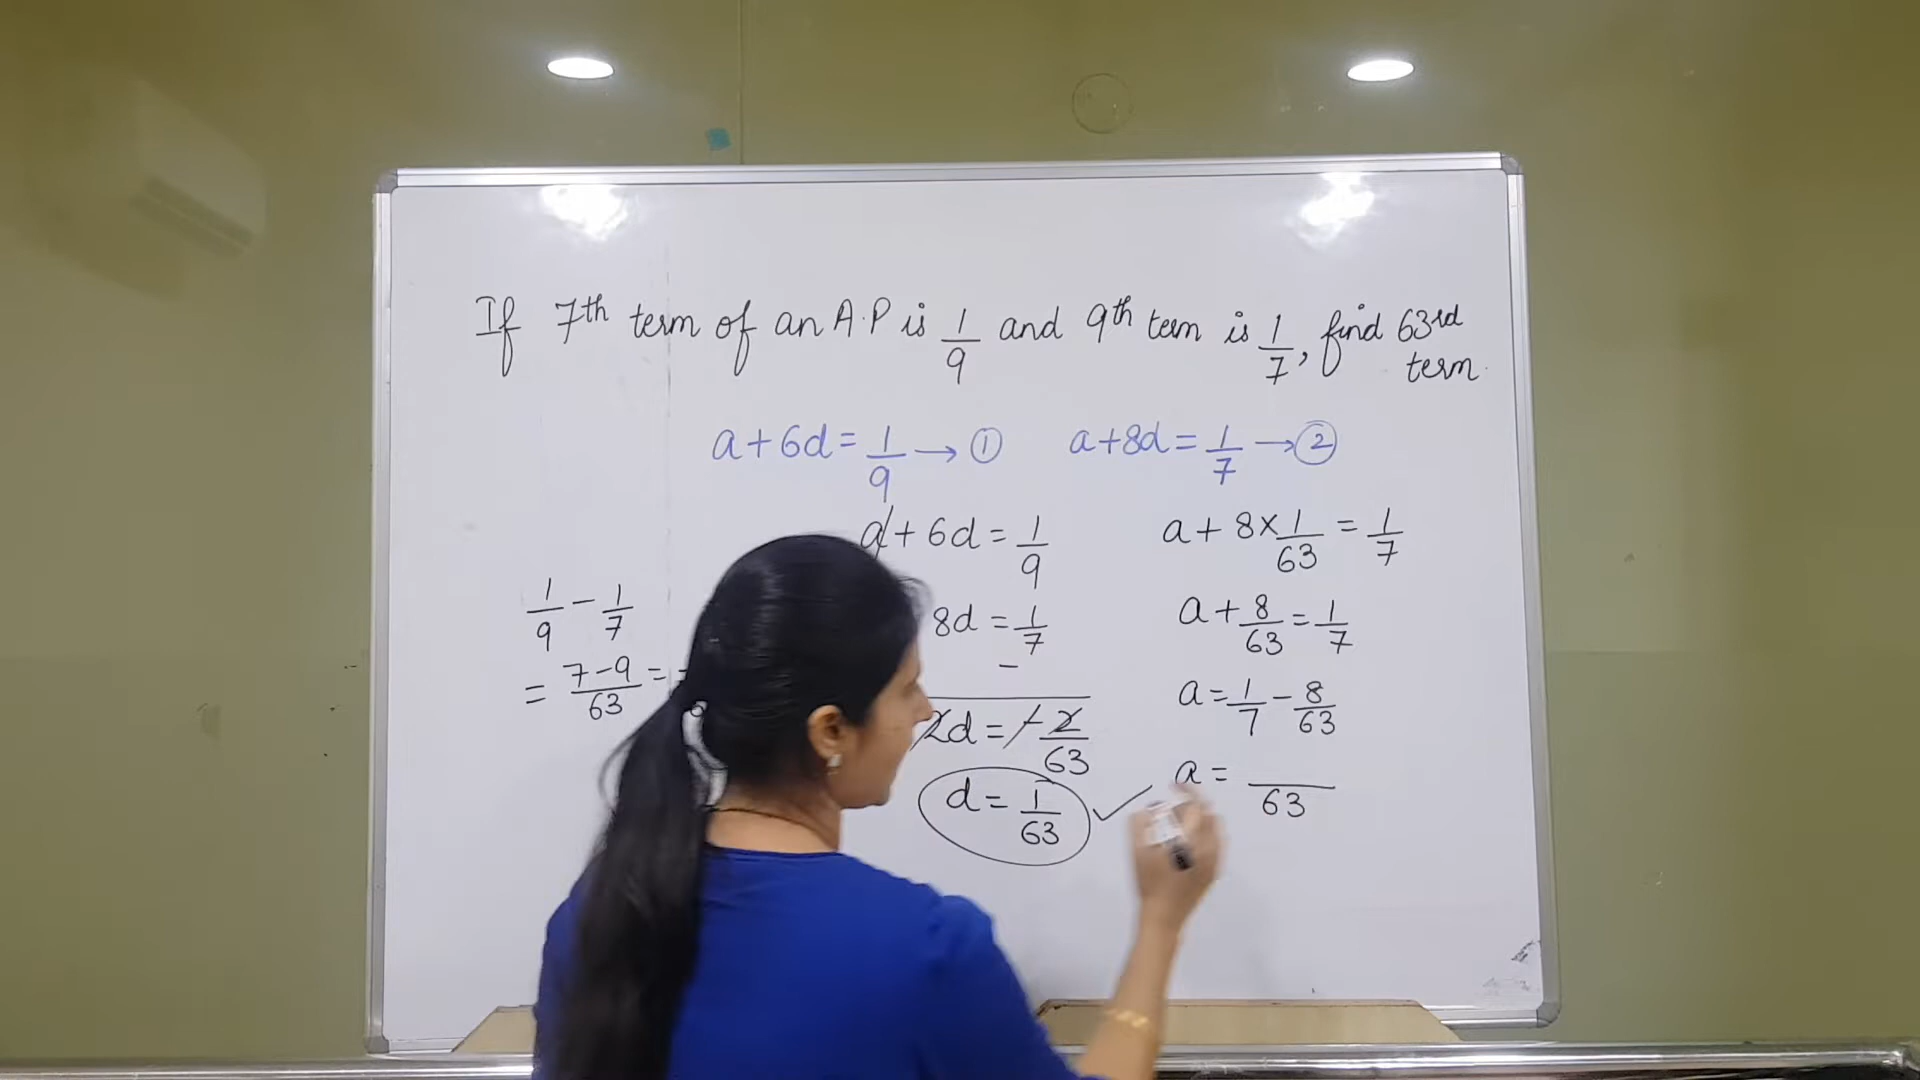 If 7th term of an A.P is 1/9 and 9th term is 1/7, find 63rd
term.
a+6d = 1/9 → ①
a+8d = 1/7 → ②
a + 6d = 1/9
8d = 1/7
−
2d = −2/63
d = 1/63 ✓
1/9 − 1/7
= 7−9/63 =
a + 8 × 1/63 = 1/7
a + 8/63 = 1/7
a = 1/7 − 8/63
a = /63